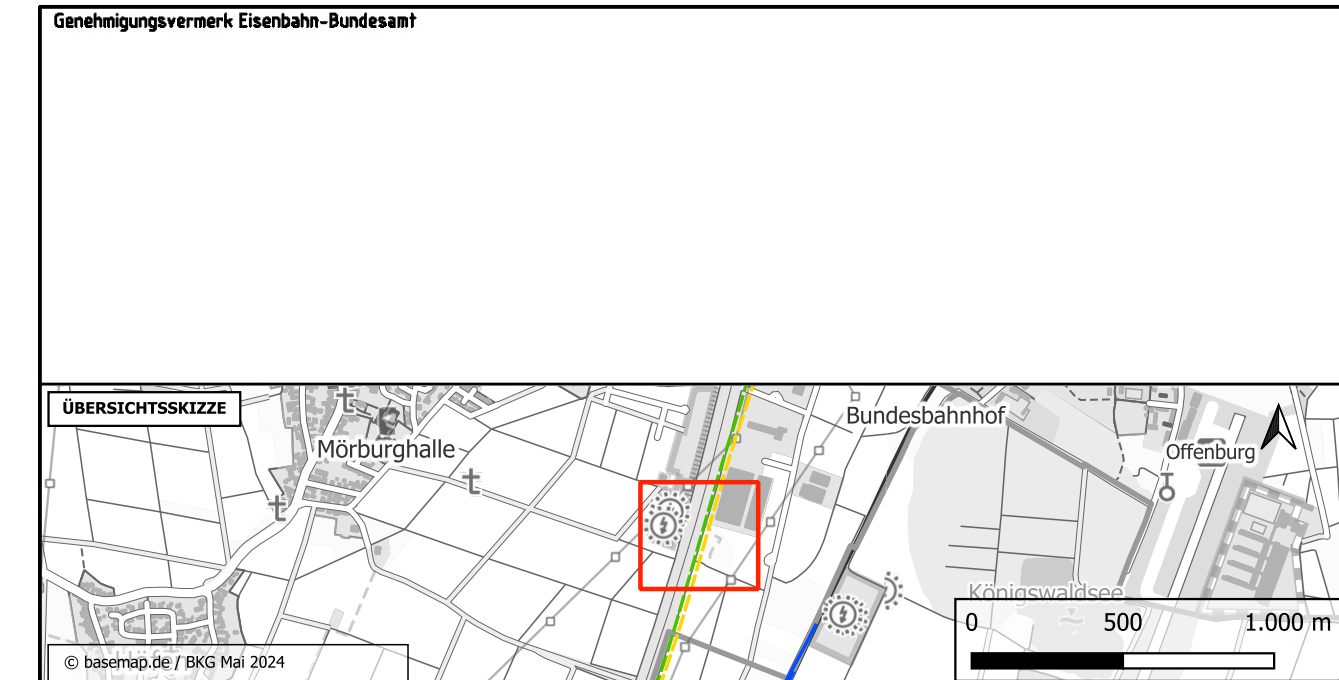 Genehmigungsvermerk Eisenbahn-Bundesamt
ÜBERSICHTSSKIZZE
Bundesbahnhof
Mörburghalle
Offenburg
Königswaldsee
0 500 1.000 m
© basemap.de / BKG Mai 2024